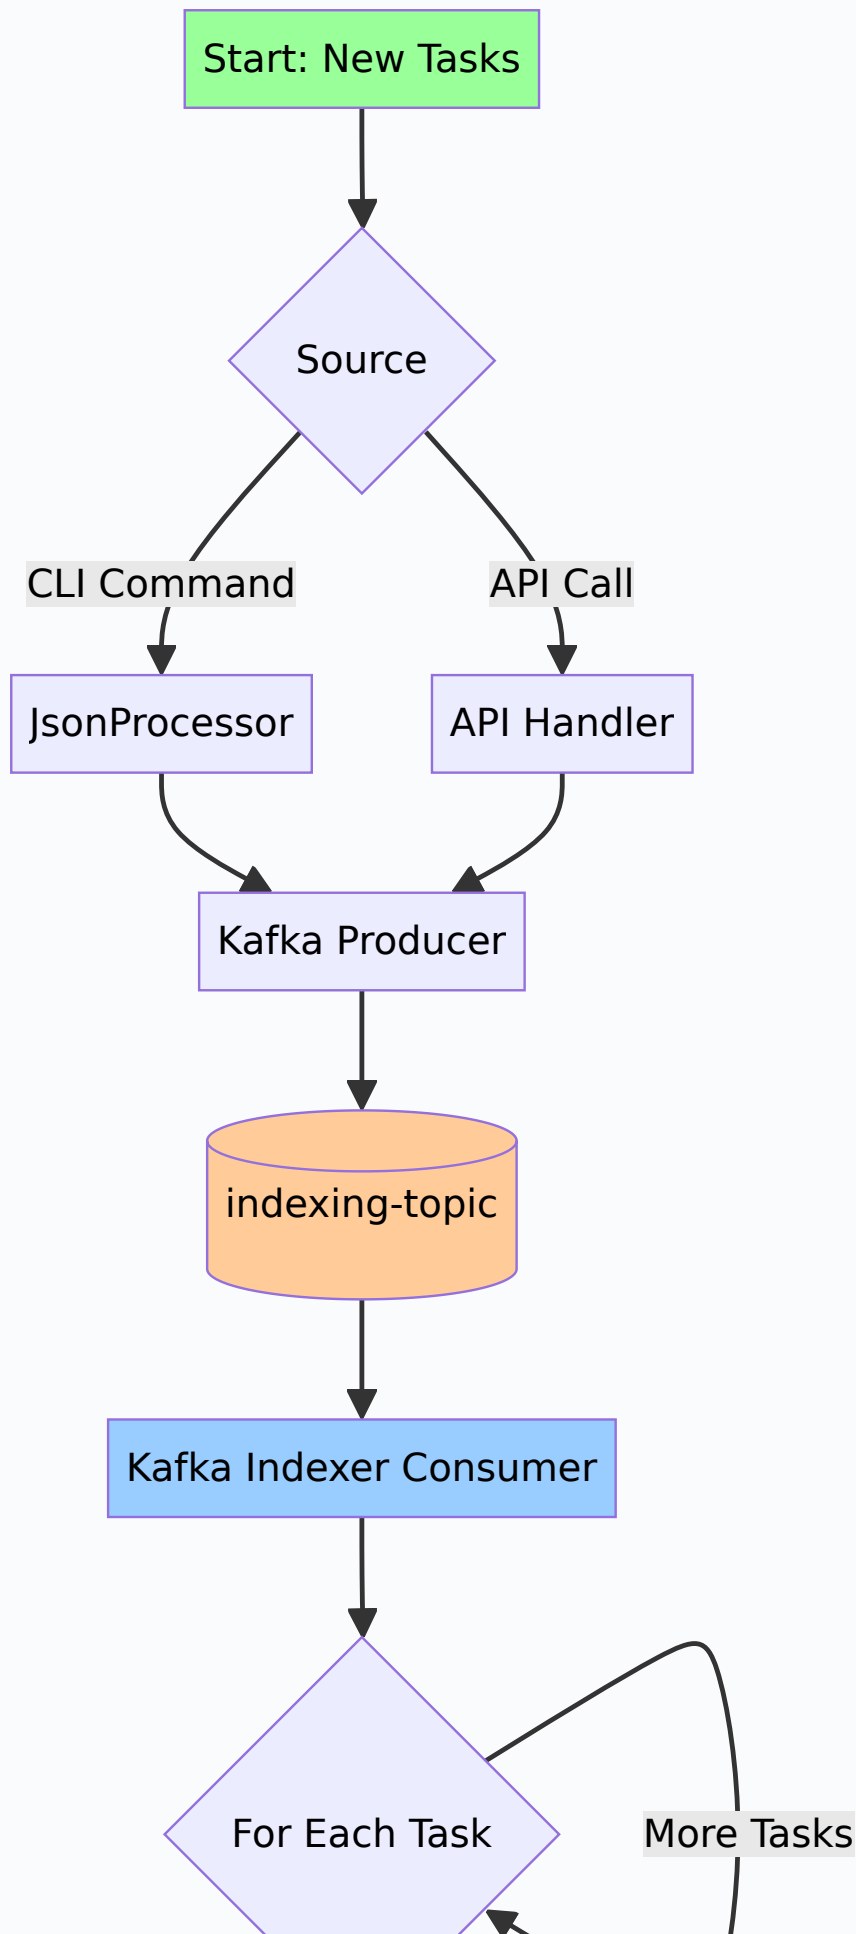 Start: New Tasks
Source
CLI Command
API Call
JsonProcessor
API Handler
Kafka Producer
indexing-topic
Kafka Indexer Consumer
For Each Task
More Tasks